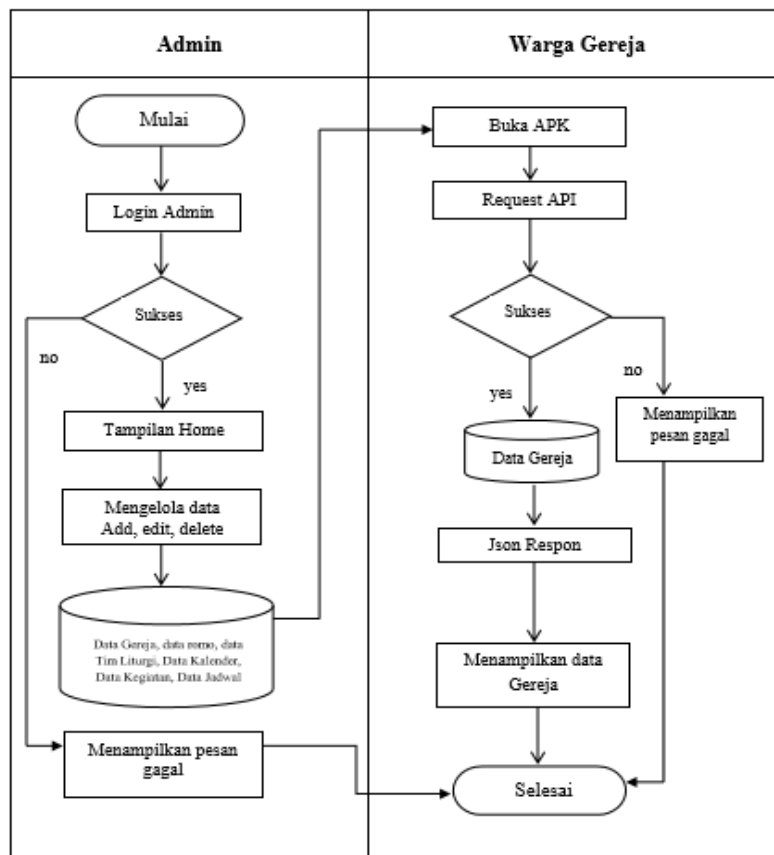 Admin
Mulai
Login Admin
Sukses
no
yes
Tampilan Home
Mengelola data
Add, edit, delete
Data Gereja, data romo, data
Tim Liturgi, Data Kalender,
Data Kegiatan, Data Jadwal
Menampilkan pesan
gagal
Warga Gereja
Buka APK
Request API
Sukses
no
yes
Menampilkan
pesan gagal
Data Gereja
Json Respon
Menampilkan data
Gereja
Selesai